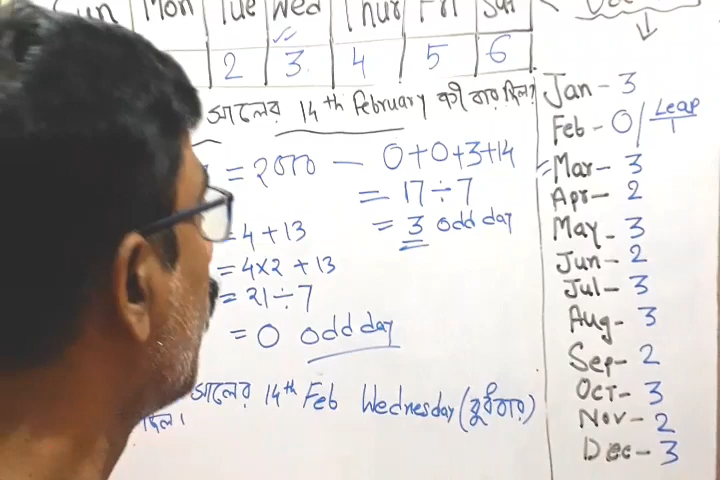 Mon Tue Wed Thur Fri Sun
2 3 4 5 6
সালের 14th February কী বার ছিল?
= 2000 — 0+0+3+14
= 17÷7
= 3 odd day
= 4 + 13
= 4×2 + 13
= 21÷7
= 0 odd day
সালের 14th Feb Wednesday (বুধবার)
ছিল।
Jan - 3
Feb - 0/ Leap 1
Mar - 3
Apr - 2
May - 3
Jun - 2
Jul - 3
Aug - 3
Sep - 2
Oct - 3
Nov - 2
Dec - 3